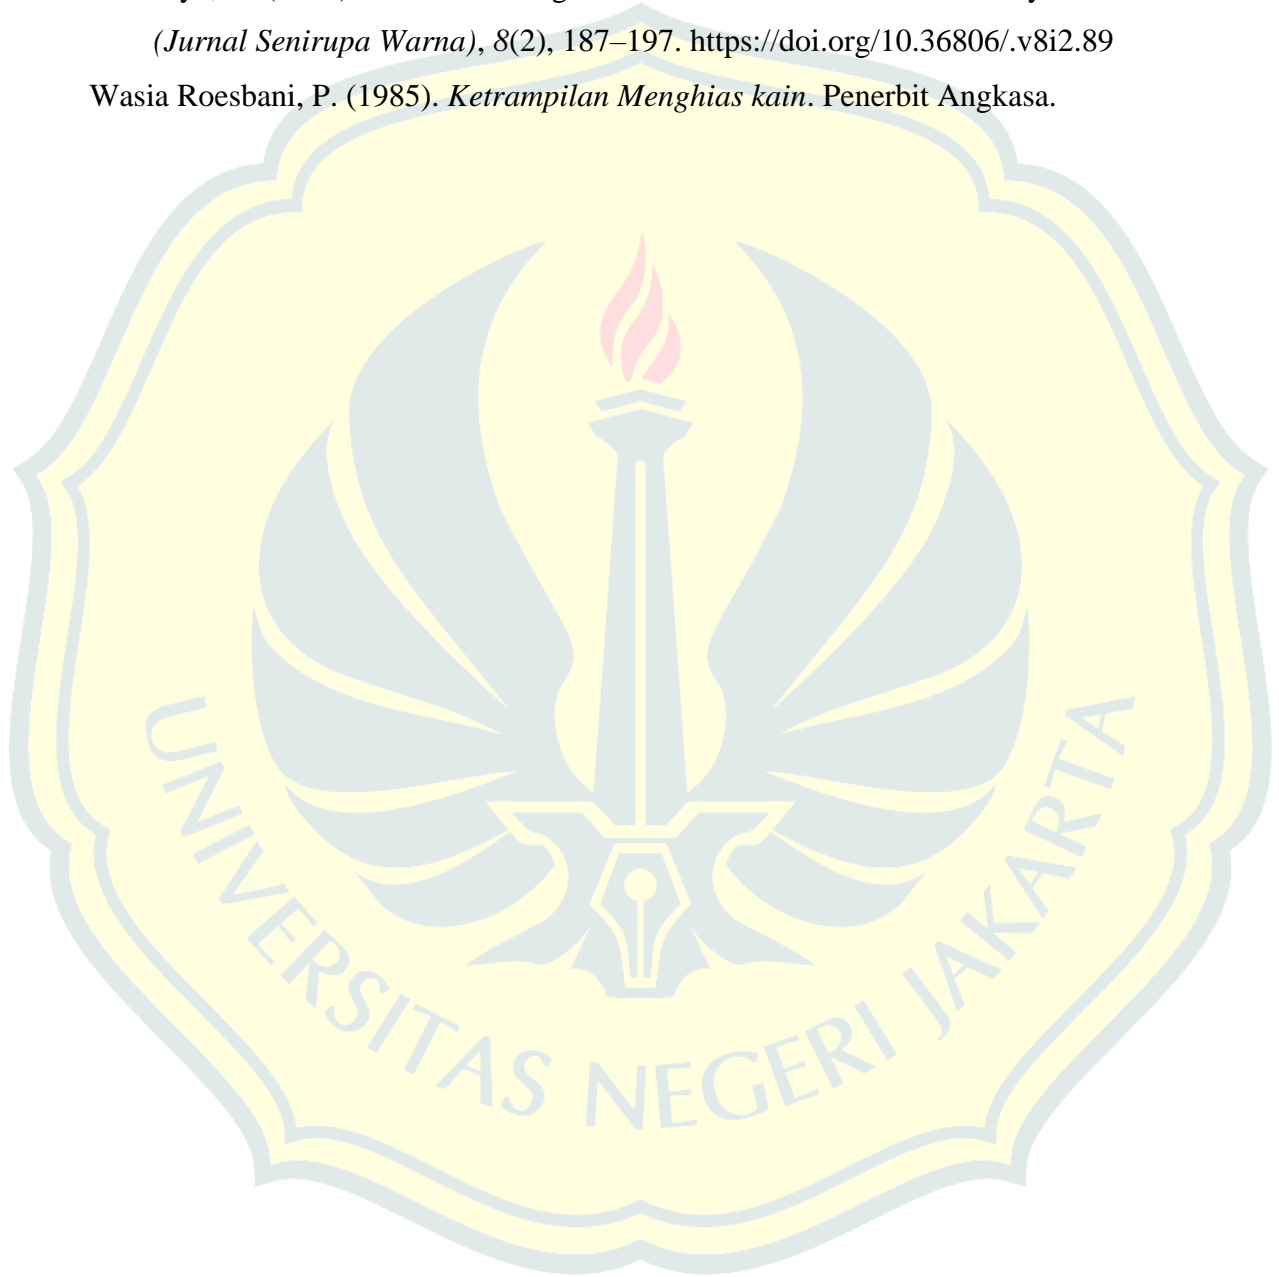 (Jurnal Senirupa Warna), 8(2), 187–197. https://doi.org/10.36806/.v8i2.89
Wasia Roesbani, P. (1985). Ketrampilan Menghias kain. Penerbit Angkasa.
UNIVERSITAS NEGERI JAKARTA